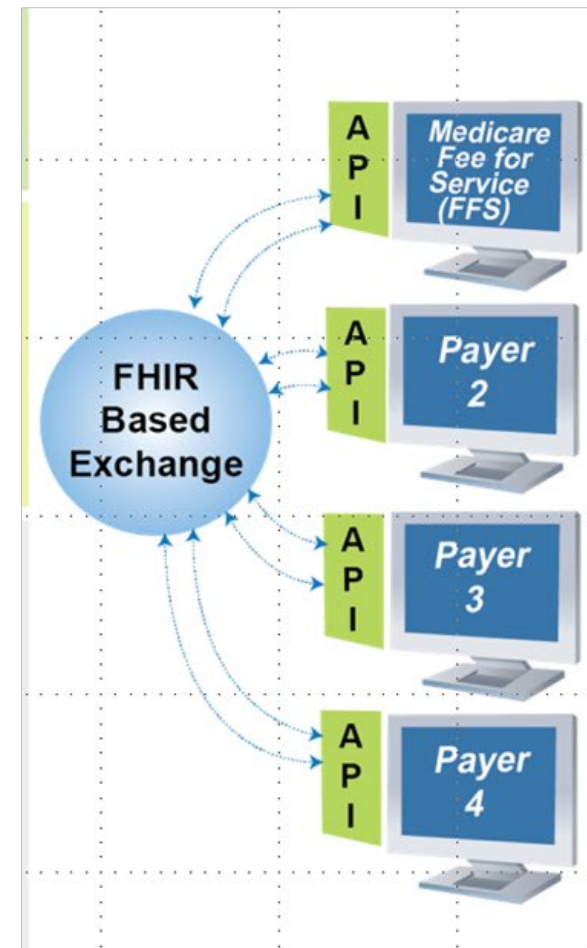 A
P
I
Medicare
Fee for
Service
(FFS)
FHIR
Based
Exchange
A
P
I
Payer
2
A
P
I
Payer
3
A
P
I
Payer
4